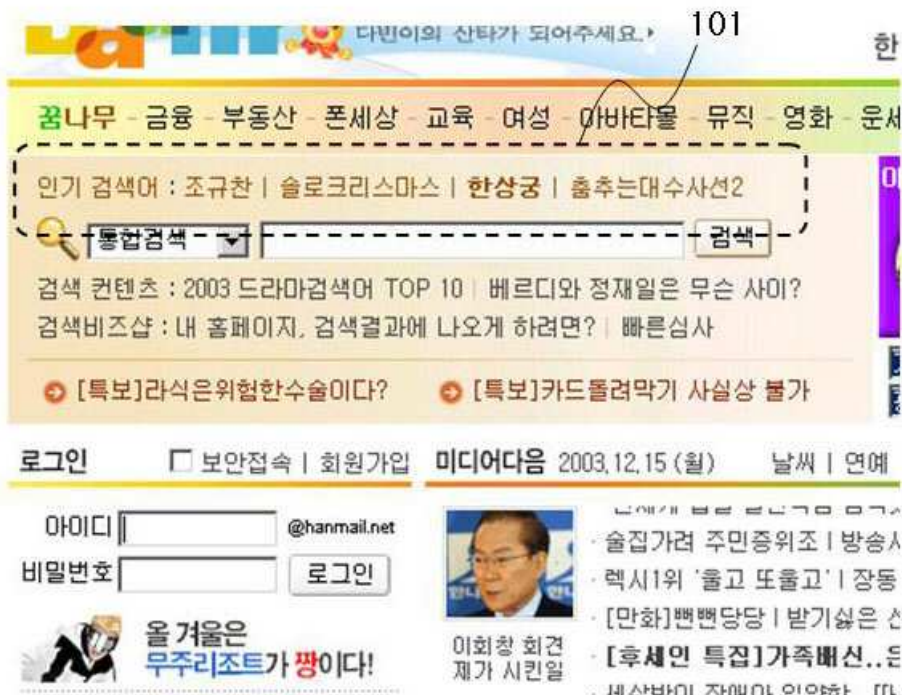 다빈이의 산타가 되어주세요.
101
한
꿈나무 - 금융 - 부동산 - 폰세상 - 교육 - 여성 - 아바타몰 - 뮤직 - 영화 - 운세
인기 검색어 : 조규찬 | 솔로크리스마스 | 한상궁 | 춤추는대수사선2
통합검색 검색
검색 컨텐츠 : 2003 드라마검색어 TOP 10 | 베르디와 정재일은 무슨 사이?
검색비즈샵 : 내 홈페이지, 검색결과에 나오게 하려면? | 빠른심사
[특보]라식은위험한수술이다? [특보]카드돌려막기 사실상 불가
로그인 보안접속 | 회원가입 미디어다음 2003.12.15 (월) 날씨 | 연예
아이디 @hanmail.net
비밀번호 로그인
올 겨울은
무주리조트가 짱이다!
이회창 회견
제가 시킨일
· 술집가려 주민증위조 | 방송사
· 렉시1위 '울고 또울고' | 장동
· [만화]뻔뻔당당 | 받기싫은
· [후세인 특집]가족배신..은